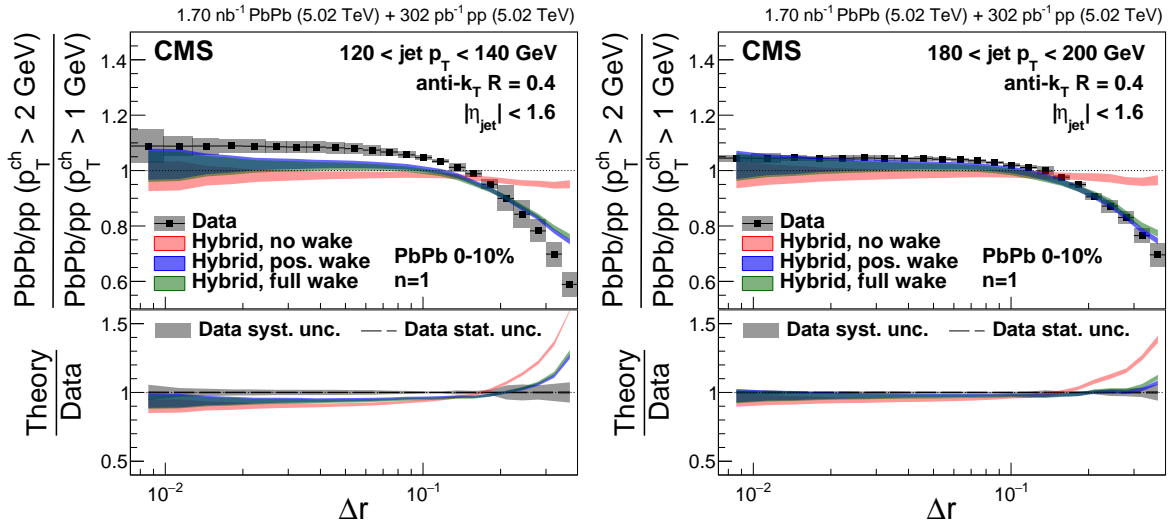 1.70 nb⁻¹ PbPb (5.02 TeV) + 302 pb⁻¹ pp (5.02 TeV)
CMS
120 < jet p_T < 140 GeV
anti-k_T R = 0.4
|η_jet| < 1.6
PbPb/pp (p_T^ch > 2 GeV)
PbPb/pp (p_T^ch > 1 GeV)
1.4
1.2
1
0.8
0.6
Data
Hybrid, no wake
Hybrid, pos. wake
Hybrid, full wake
PbPb 0-10%
n=1
Theory
Data
1.5
1
0.5
Data syst. unc.
Data stat. unc.
10⁻²
10⁻¹
Δr
1.70 nb⁻¹ PbPb (5.02 TeV) + 302 pb⁻¹ pp (5.02 TeV)
CMS
180 < jet p_T < 200 GeV
anti-k_T R = 0.4
|η_jet| < 1.6
PbPb/pp (p_T^ch > 2 GeV)
PbPb/pp (p_T^ch > 1 GeV)
1.4
1.2
1
0.8
0.6
Data
Hybrid, no wake
Hybrid, pos. wake
Hybrid, full wake
PbPb 0-10%
n=1
Theory
Data
1.5
1
0.5
Data syst. unc.
Data stat. unc.
10⁻²
10⁻¹
Δr